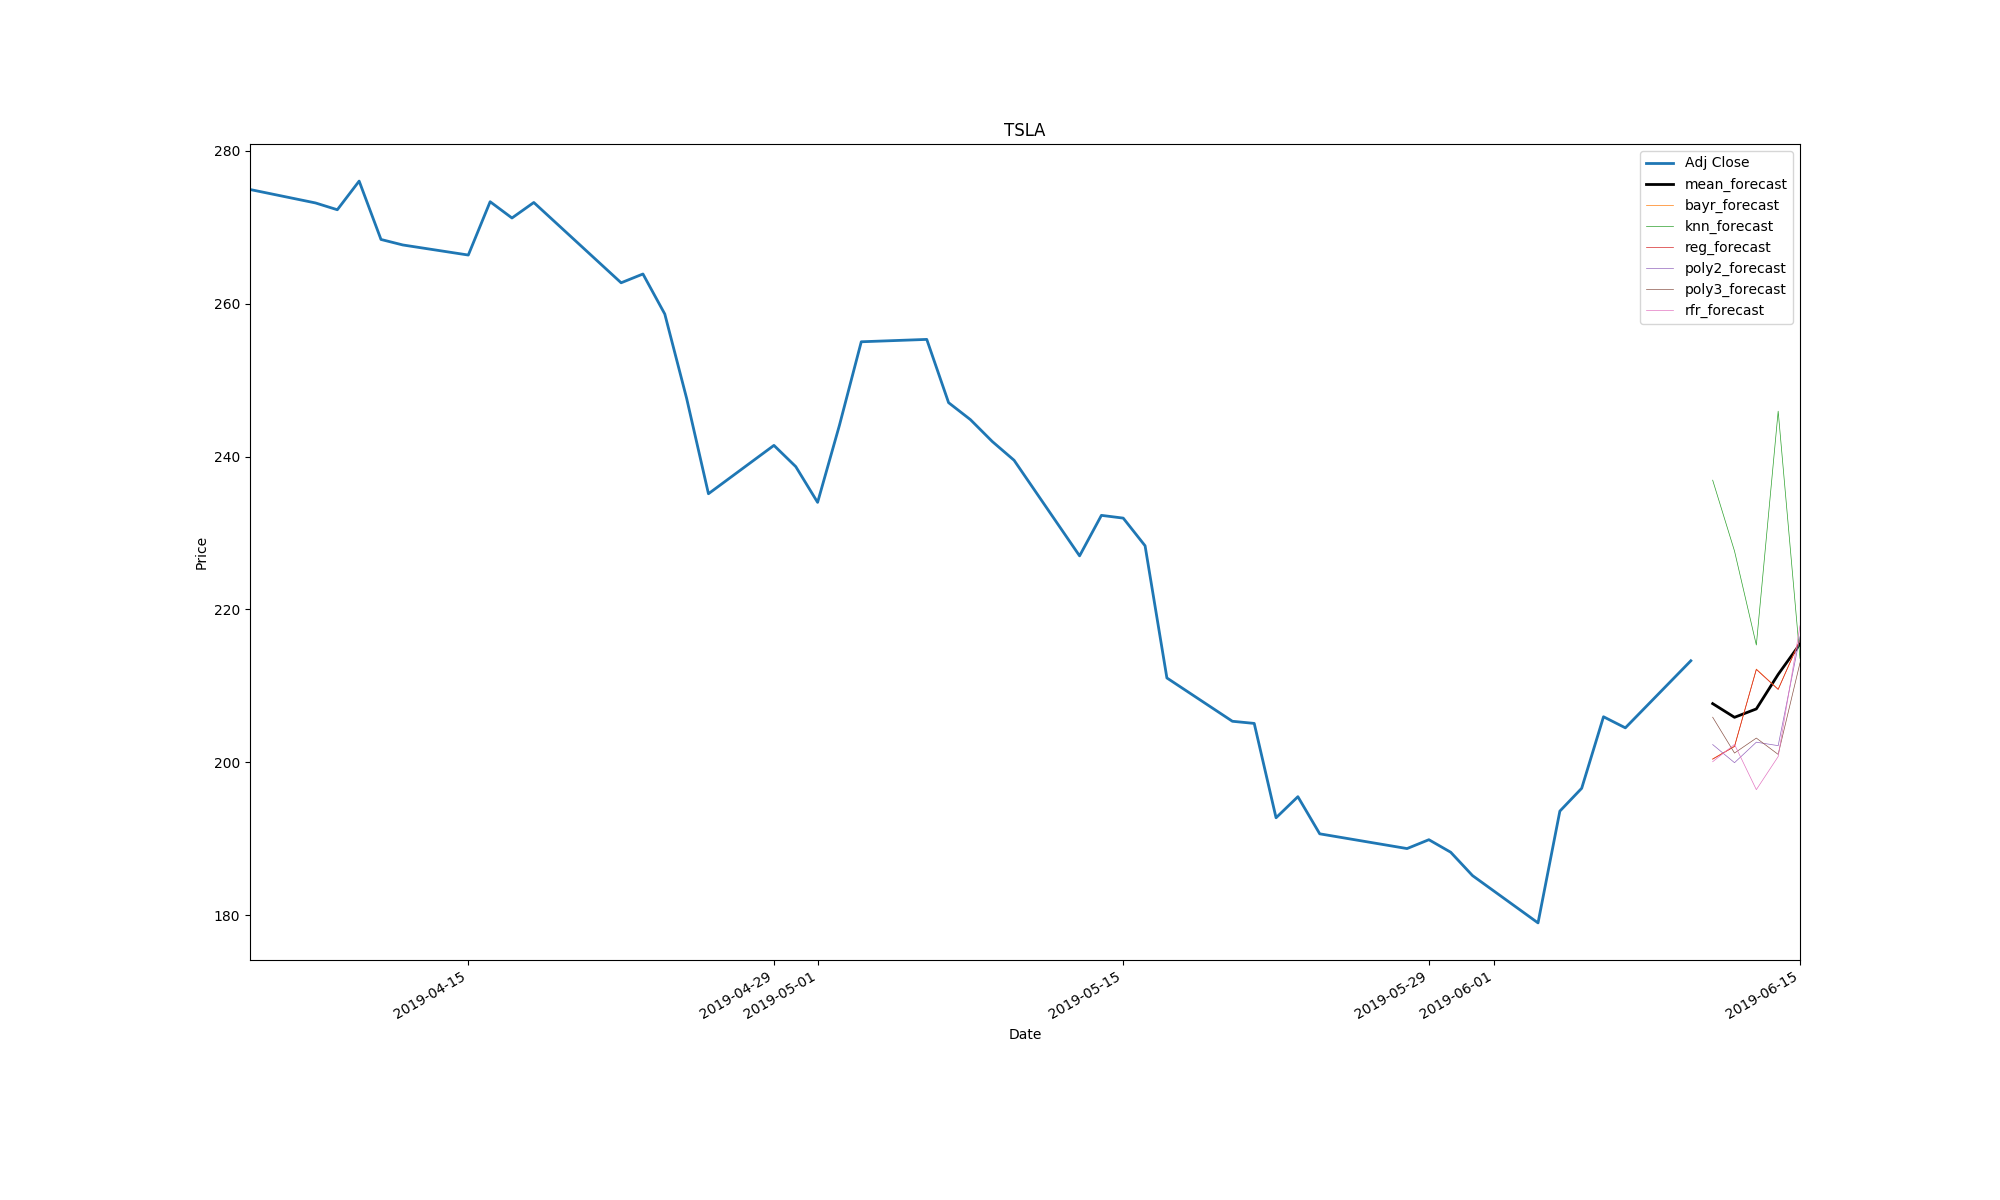 TSLA
280
260
240
220
200
180
Price
Adj Close
mean_forecast
bayr_forecast
knn_forecast
reg_forecast
poly2_forecast
poly3_forecast
rfr_forecast
2019-04-15
2019-04-29
2019-05-01
2019-05-15
2019-05-29
2019-06-01
2019-06-15
Date